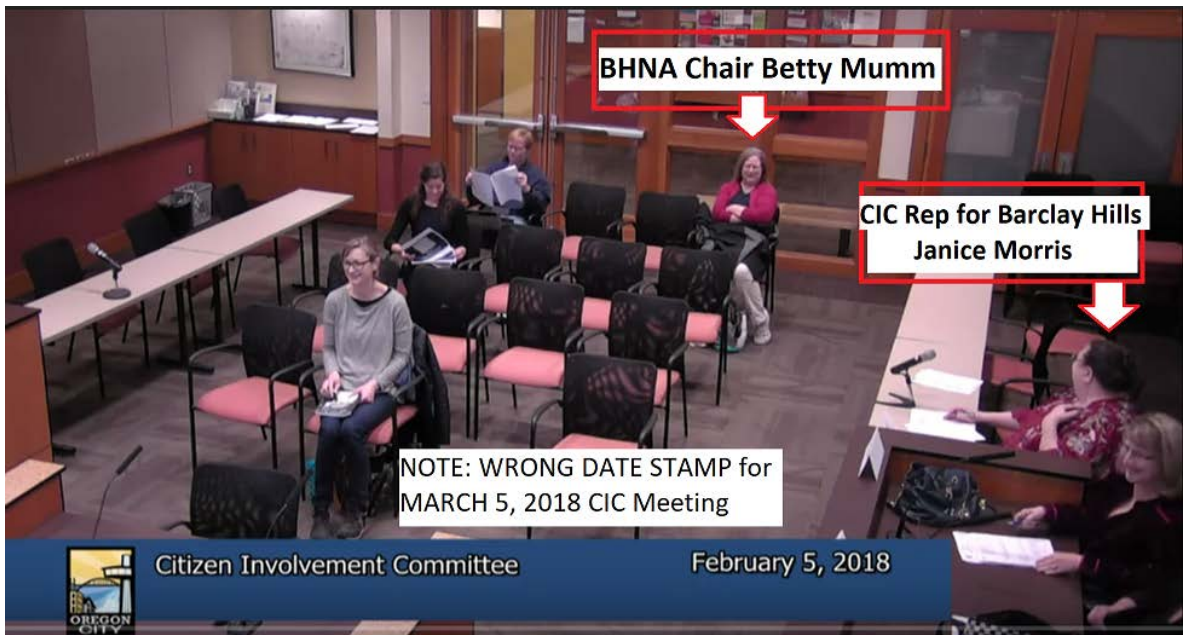 BHNA Chair Betty Mumm
CIC Rep for Barclay Hills
Janice Morris
NOTE: WRONG DATE STAMP for
MARCH 5, 2018 CIC Meeting
Citizen Involvement Committee
February 5, 2018
OREGON
CITY